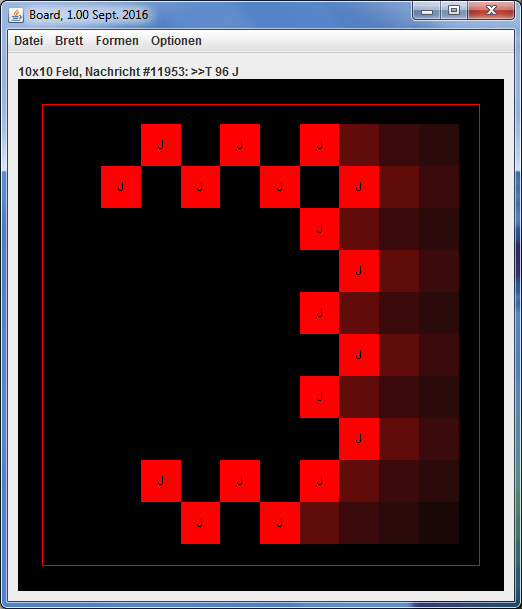 Board, 1.00 Sept. 2016
Datei Brett Formen Optionen
10x10 Feld, Nachricht #11953: >>T 96 J
J J J
J J J J
J
J
J
J
J
J
J J J
J J